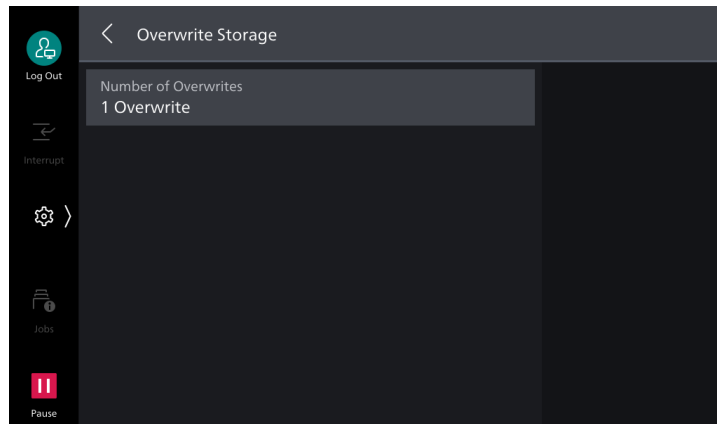 Overwrite Storage
Log Out
Number of Overwrites
1 Overwrite
Interrupt
Jobs
Pause